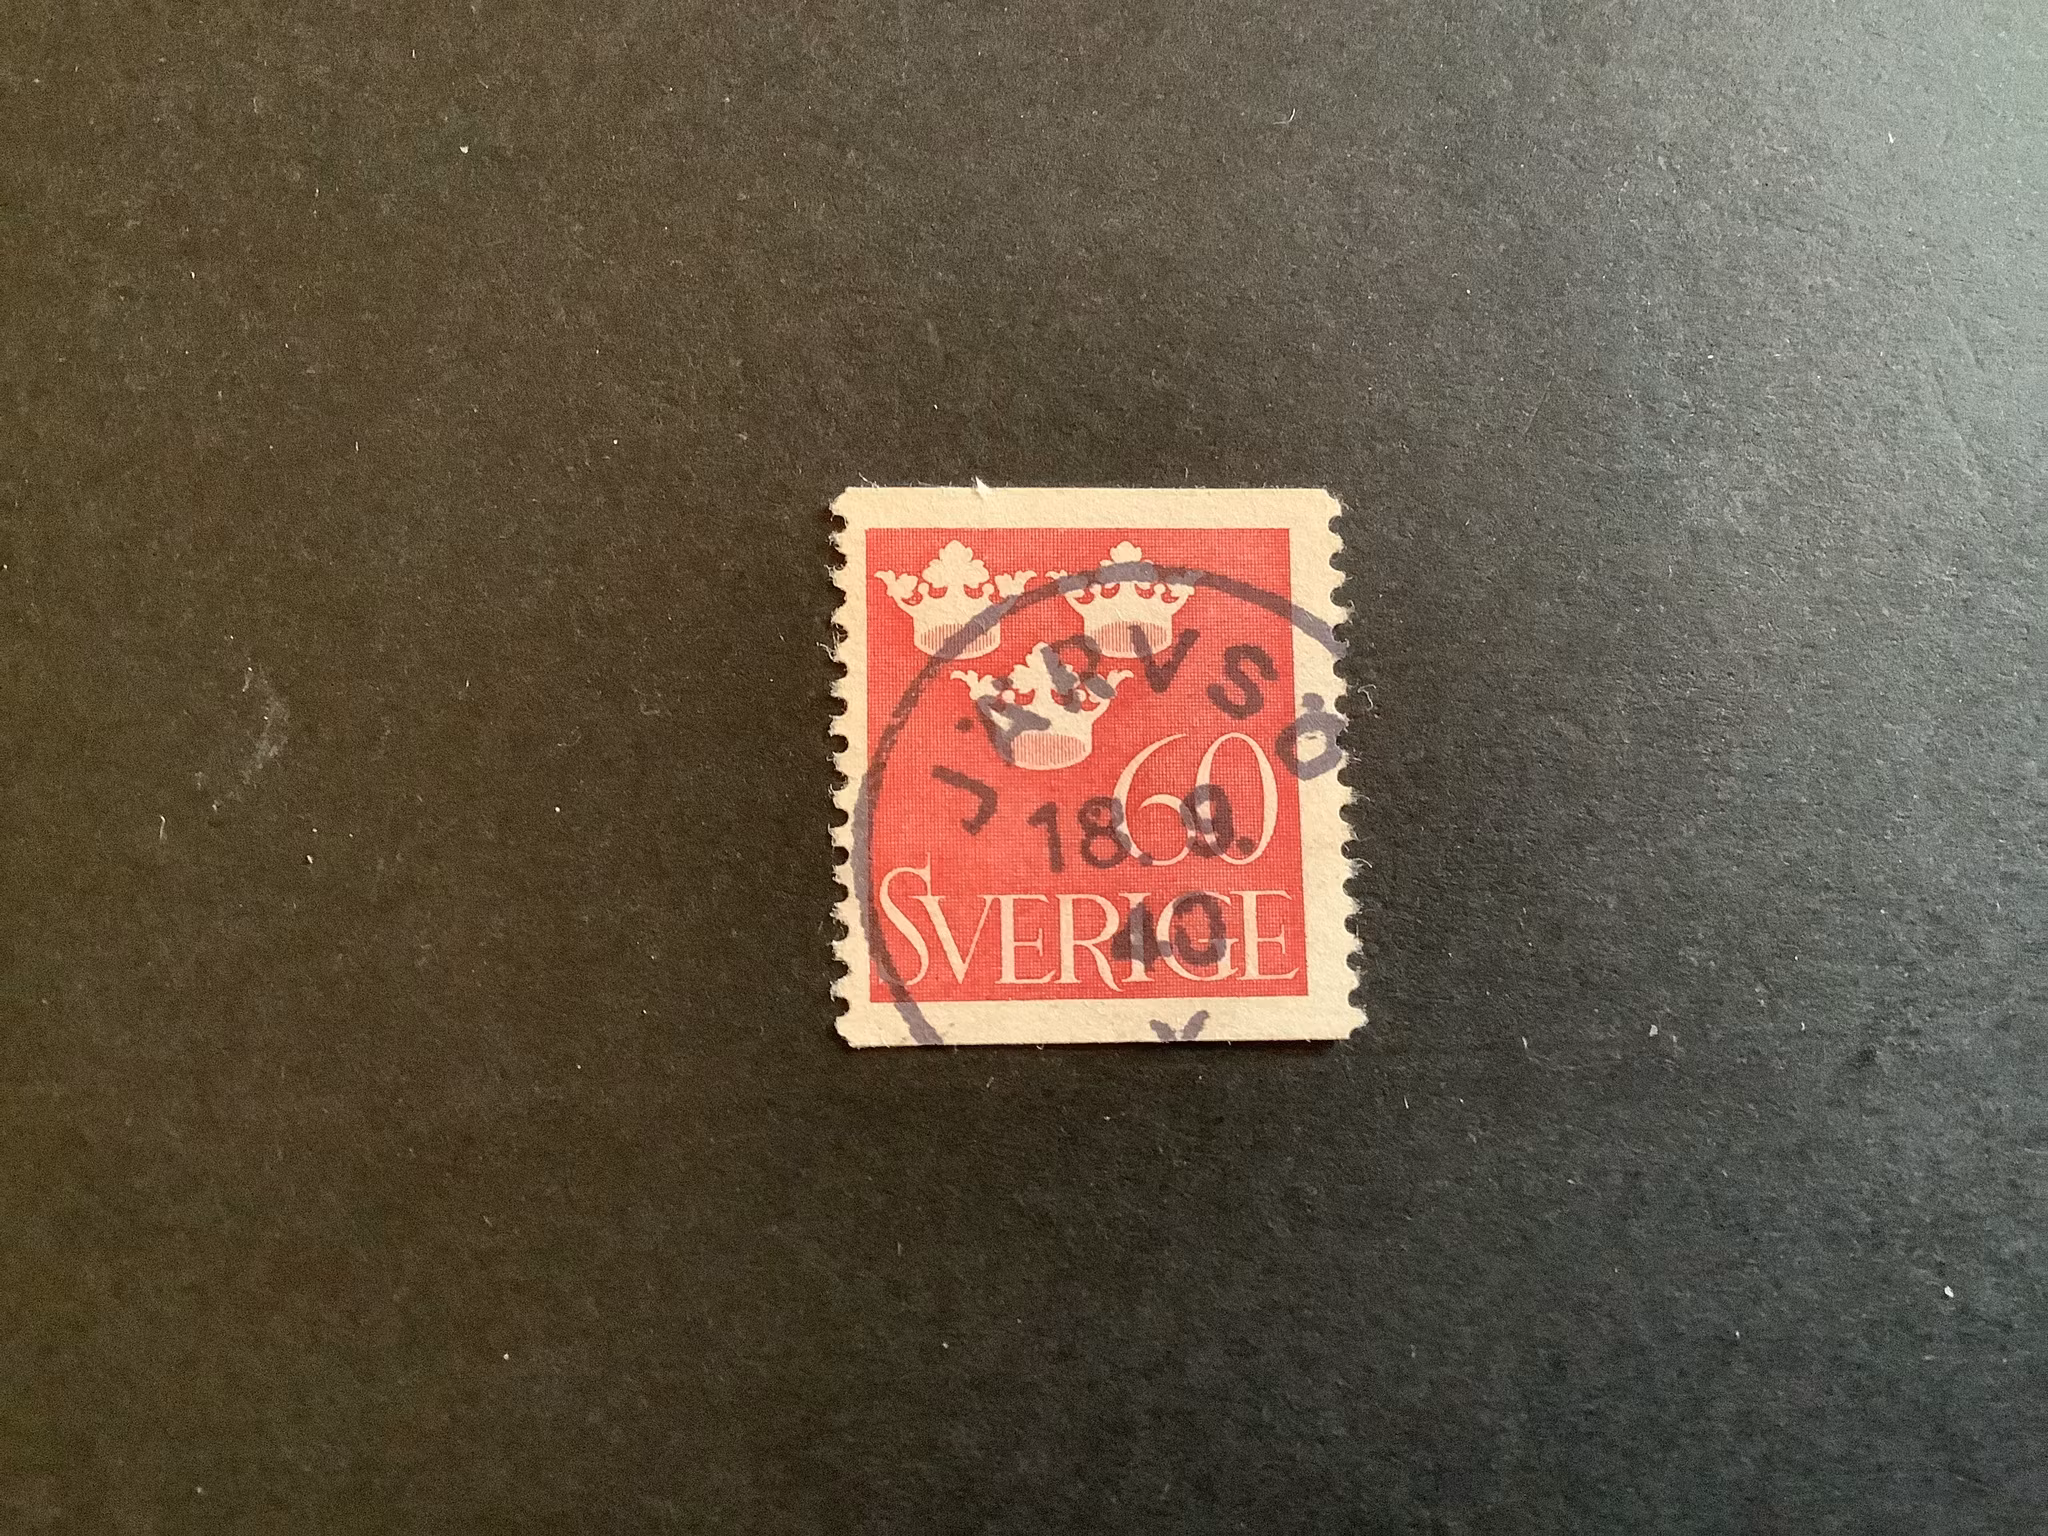 JÄRVSÖ
60
18. 9.
40
SVERIGE